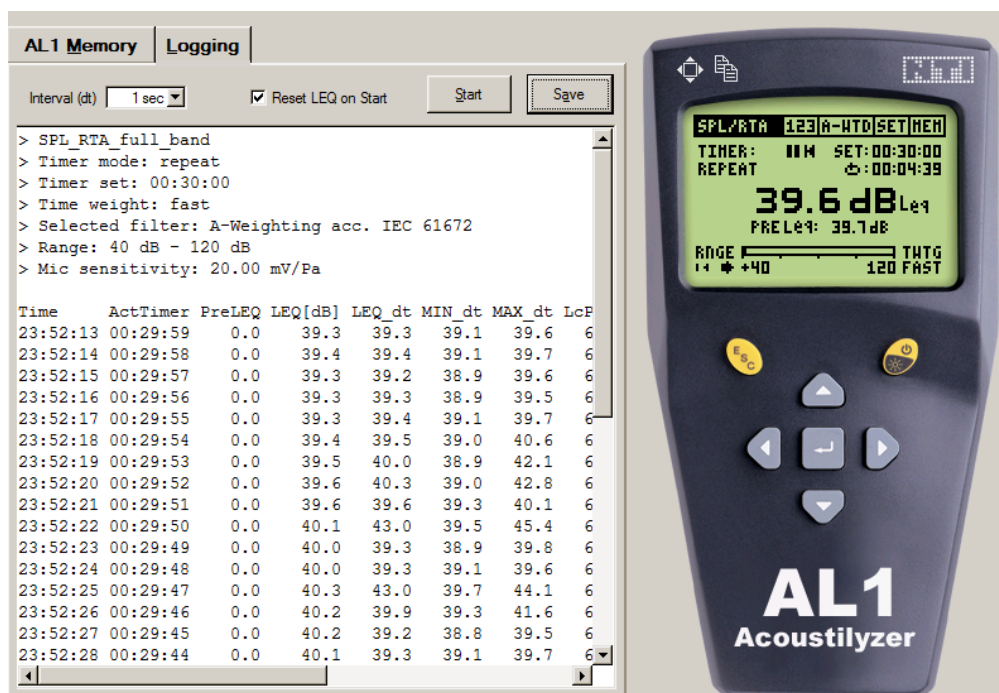 AL1 Memory
Logging
Interval (dt) 1 sec Reset LEQ on Start Start Save
> SPL_RTA_full_band
> Timer mode: repeat
> Timer set: 00:30:00
> Time weight: fast
> Selected filter: A-Weighting acc. IEC 61672
> Range: 40 dB - 120 dB
> Mic sensitivity: 20.00 mV/Pa
Time ActTimer PreLEQ LEQ[dB] LEQ_dt MIN_dt MAX_dt LcP
23:52:13 00:29:59 0.0 39.3 39.3 39.1 39.6 6
23:52:14 00:29:58 0.0 39.4 39.4 39.1 39.7 6
23:52:15 00:29:57 0.0 39.3 39.2 38.9 39.6 6
23:52:16 00:29:56 0.0 39.3 39.3 38.9 39.5 6
23:52:17 00:29:55 0.0 39.3 39.4 39.1 39.7 6
23:52:18 00:29:54 0.0 39.4 39.5 39.0 40.6 6
23:52:19 00:29:53 0.0 39.5 40.0 38.9 42.1 6
23:52:20 00:29:52 0.0 39.6 40.3 39.0 42.8 6
23:52:21 00:29:51 0.0 39.6 39.6 39.3 40.1 6
23:52:22 00:29:50 0.0 40.1 43.0 39.5 45.4 6
23:52:23 00:29:49 0.0 40.0 39.3 38.9 39.8 6
23:52:24 00:29:48 0.0 40.0 39.3 39.1 39.6 6
23:52:25 00:29:47 0.0 40.3 43.0 39.7 44.1 6
23:52:26 00:29:46 0.0 40.2 39.9 39.3 41.6 6
23:52:27 00:29:45 0.0 40.2 39.2 38.8 39.5 6
23:52:28 00:29:44 0.0 40.1 39.3 39.1 39.7 6
NTi
SPL/RTA 123 A-WTD SET MEM
TIMER: SET:00:30:00
REPEAT :00:04:39
39.6 dBLeq
PRELeq: 39.7dB
RNGE TWTG
+40 120 FAST
ESC
AL1
Acoustilyzer